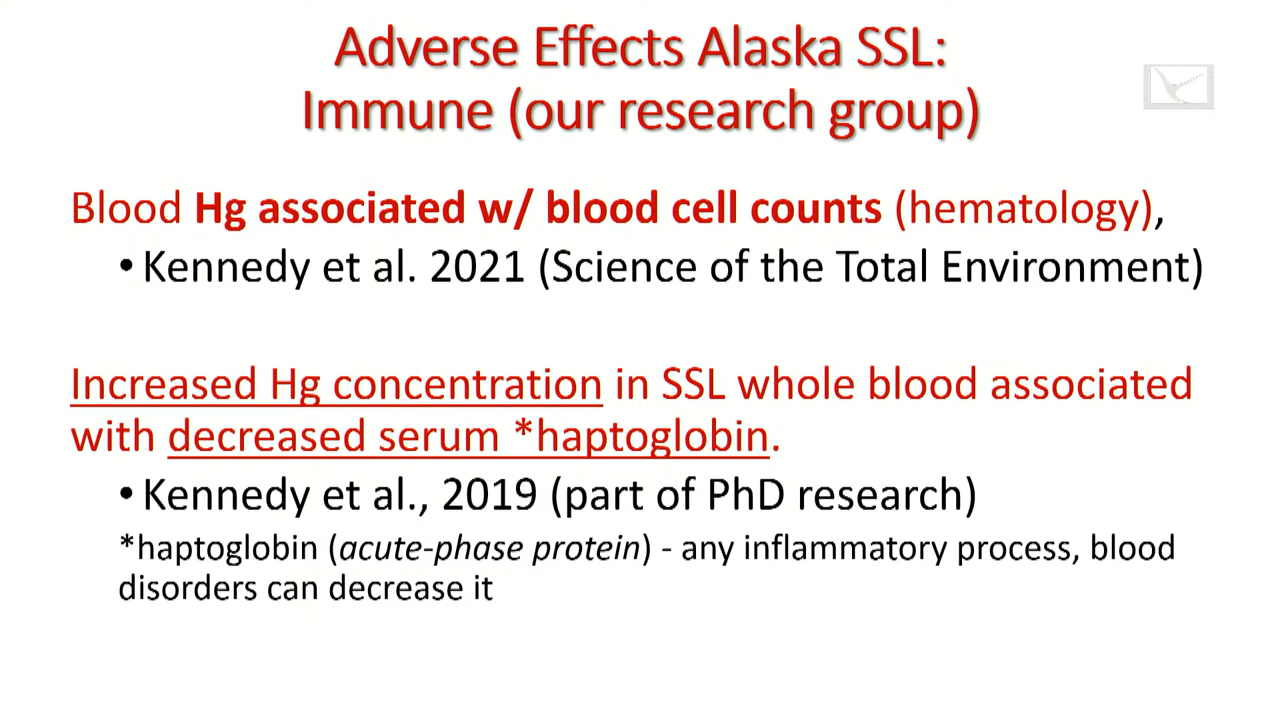 Adverse Effects Alaska SSL:
Immune (our research group)
Blood Hg associated w/ blood cell counts (hematology),
• Kennedy et al. 2021 (Science of the Total Environment)
Increased Hg concentration in SSL whole blood associated
with decreased serum *haptoglobin.
• Kennedy et al., 2019 (part of PhD research)
*haptoglobin (acute-phase protein) - any inflammatory process, blood
disorders can decrease it